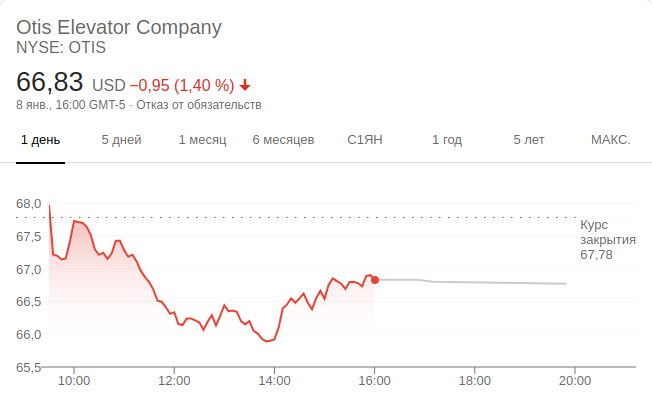 Otis Elevator Company
NYSE: OTIS
66,83 USD −0,95 (1,40 %)
8 янв., 16:00 GMT-5 · Отказ от обязательств
1 день 5 дней 1 месяц 6 месяцев С1ЯН 1 год 5 лет МАКС.
68,0
Курс
закрытия
67,78
67,5
67,0
66,5
66,0
65,5
10:00 12:00 14:00 16:00 18:00 20:00